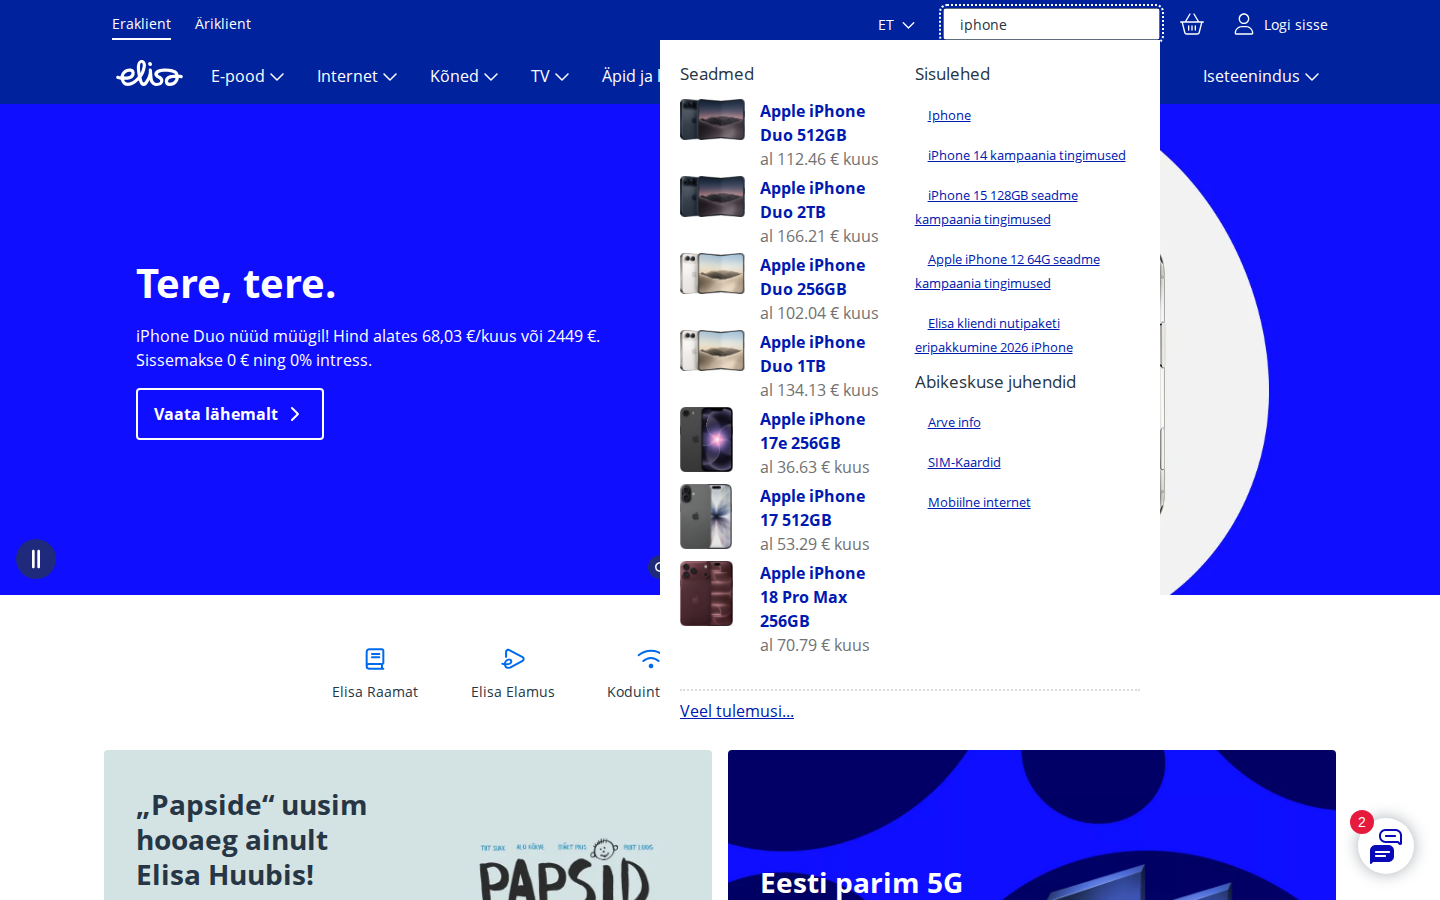 Eraklient
Äriklient
ET
iphone
Logi sisse
elisa
E-pood
Internet
Kõned
TV
Äpid ja
Iseteenindus
Seadmed
Apple iPhone
Duo 512GB
al 112.46 € kuus
Apple iPhone
Duo 2TB
al 166.21 € kuus
Apple iPhone
Duo 256GB
al 102.04 € kuus
Apple iPhone
Duo 1TB
al 134.13 € kuus
Apple iPhone
17e 256GB
al 36.63 € kuus
Apple iPhone
17 512GB
al 53.29 € kuus
Apple iPhone
18 Pro Max
256GB
al 70.79 € kuus
Veel tulemusi...
Sisulehed
Iphone
iPhone 14 kampaania tingimused
iPhone 15 128GB seadme
kampaania tingimused
Apple iPhone 12 64G seadme
kampaania tingimused
Elisa kliendi nutipaketi
eripakkumine 2026 iPhone
Abikeskuse juhendid
Arve info
SIM-Kaardid
Mobiilne internet
Tere, tere.
iPhone Duo nüüd müügil! Hind alates 68,03 €/kuus või 2449 €.
Sissemakse 0 € ning 0% intress.
Vaata lähemalt
Elisa Raamat
Elisa Elamus
Koduint
„Papside“ uusim
hooaeg ainult
Elisa Huubis!
PAPSID
Eesti parim 5G
2